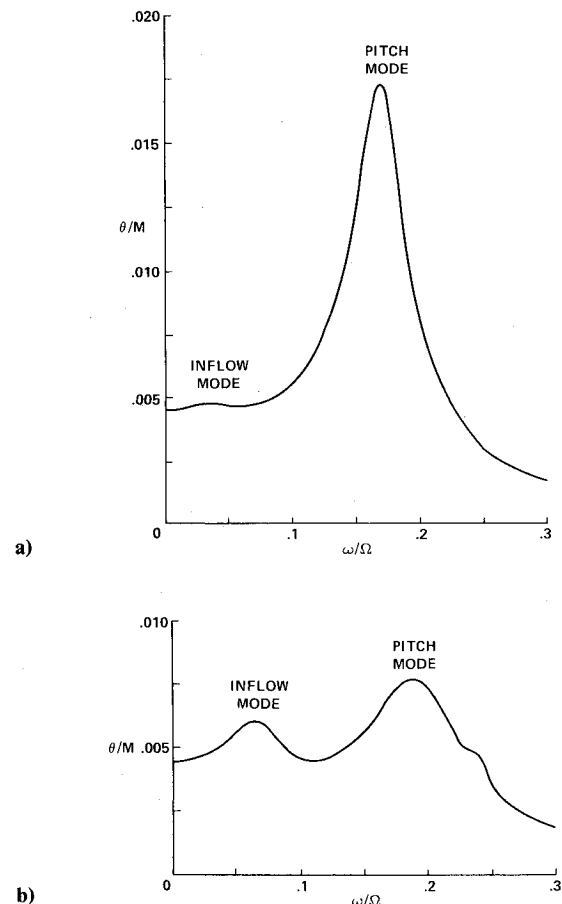 .020
PITCH
MODE
.015
θ/M
.010
INFLOW
MODE
.005
0
.1
.2
.3
ω/Ω
a)
.010
PITCH
MODE
INFLOW
MODE
θ/M .005
0
.1
.2
.3
ω/Ω
b)